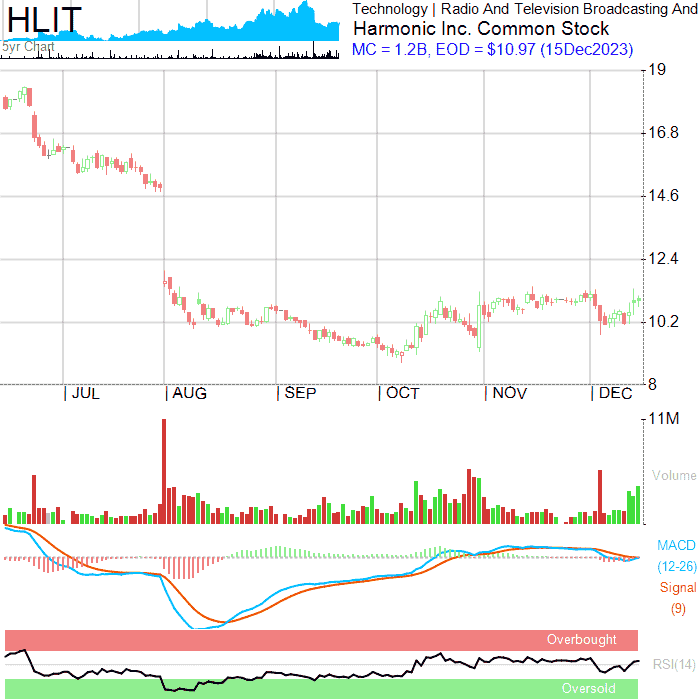 HLIT
5yr Chart
Technology | Radio And Television Broadcasting And
Harmonic Inc. Common Stock
MC = 1.2B, EOD = $10.97 (15Dec2023)
19
16.8
14.6
12.4
10.2
8
| JUL | AUG | SEP | OCT | NOV | DEC
11M
Volume
MACD
(12-26)
Signal
(9)
Overbought
RSI(14)
Oversold